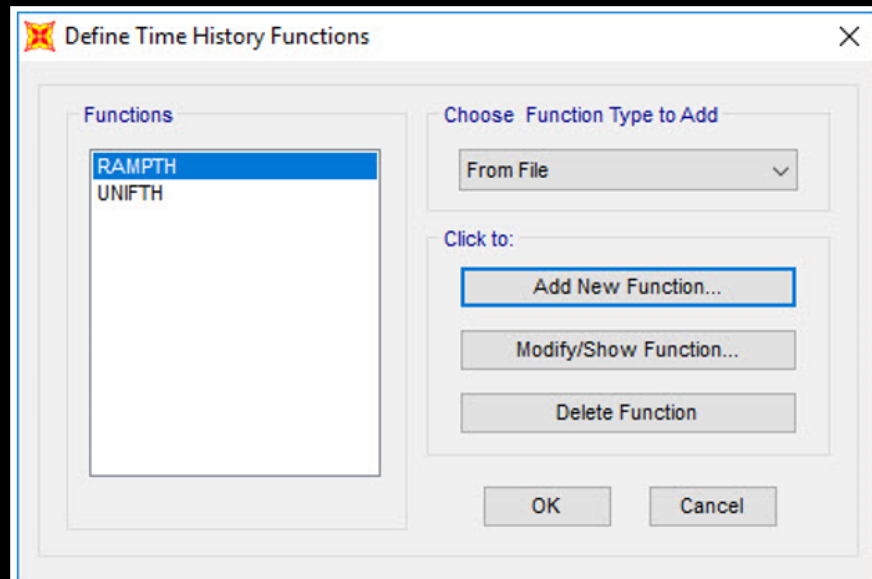 Define Time History Functions
Functions
RAMPTH
UNIFTH
Choose Function Type to Add
From File
Click to:
Add New Function...
Modify/Show Function...
Delete Function
OK
Cancel